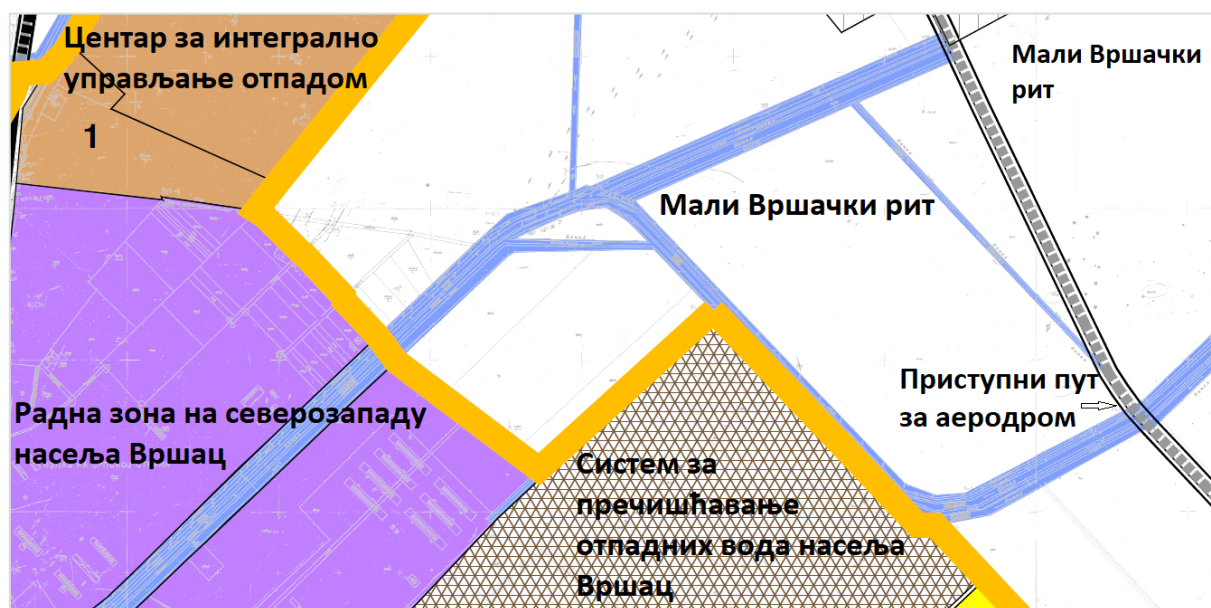 Центар за интегрално
управљање отпадом
1
Мали Вршачки
рит
Мали Вршачки рит
Приступни пут
за аеродром
Радна зона на северозападу
насеља Вршац
Систем за
пречишћавање
отпадних вода насеља
Вршац